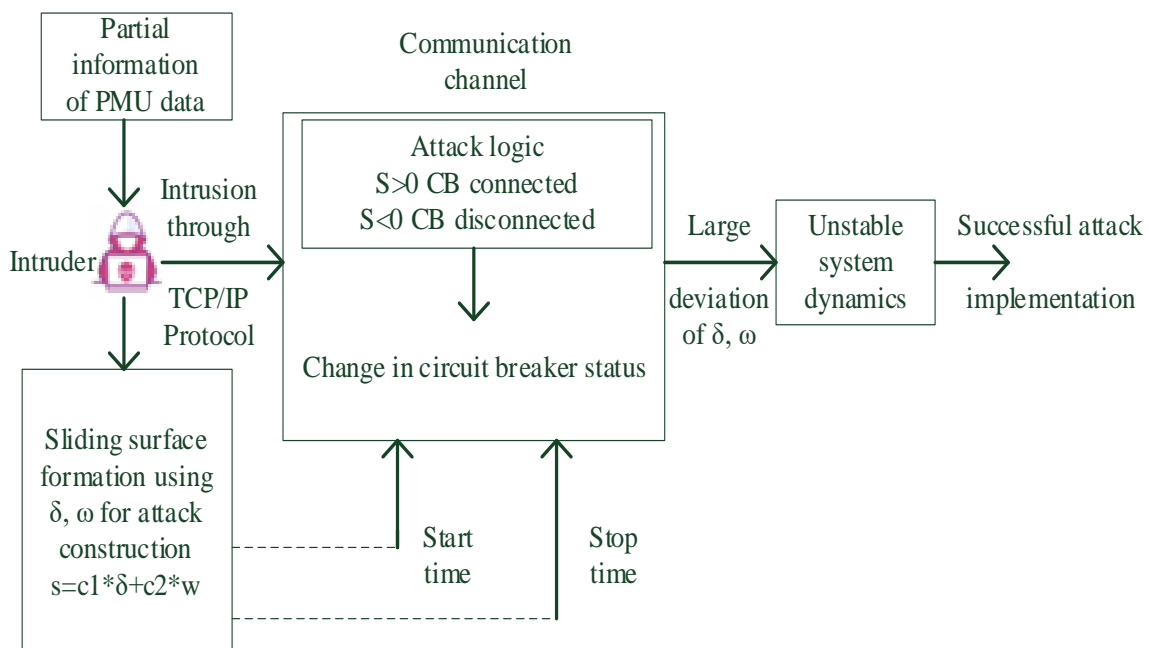 Partial
information
of PMU data
Communication
channel
Attack logic
S>0 CB connected
S<0 CB disconnected
Change in circuit breaker status
Intruder
Intrusion
through
TCP/IP
Protocol
Large
deviation
of δ, ω
Unstable
system
dynamics
Successful attack
implementation
Sliding surface
formation using
δ, ω for attack
construction
s=c1*δ+c2*w
Start
time
Stop
time